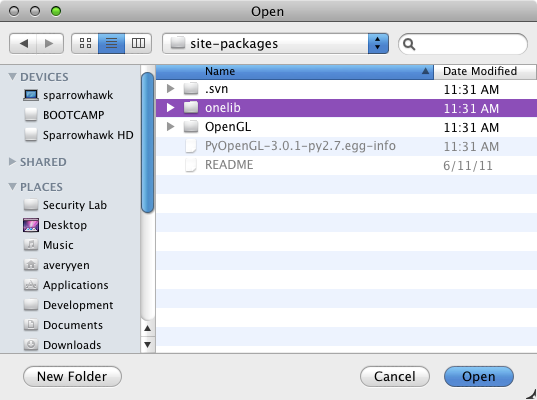 Open
site-packages
Name Date Modified
DEVICES
sparrowhawk
BOOTCAMP
Sparrowhawk HD
SHARED
PLACES
Security Lab
Desktop
Music
averyyen
Applications
Development
Documents
Downloads
.svn 11:31 AM
onelib 11:31 AM
OpenGL 11:31 AM
PyOpenGL-3.0.1-py2.7.egg-info 11:31 AM
README 6/11/11
New Folder Cancel Open